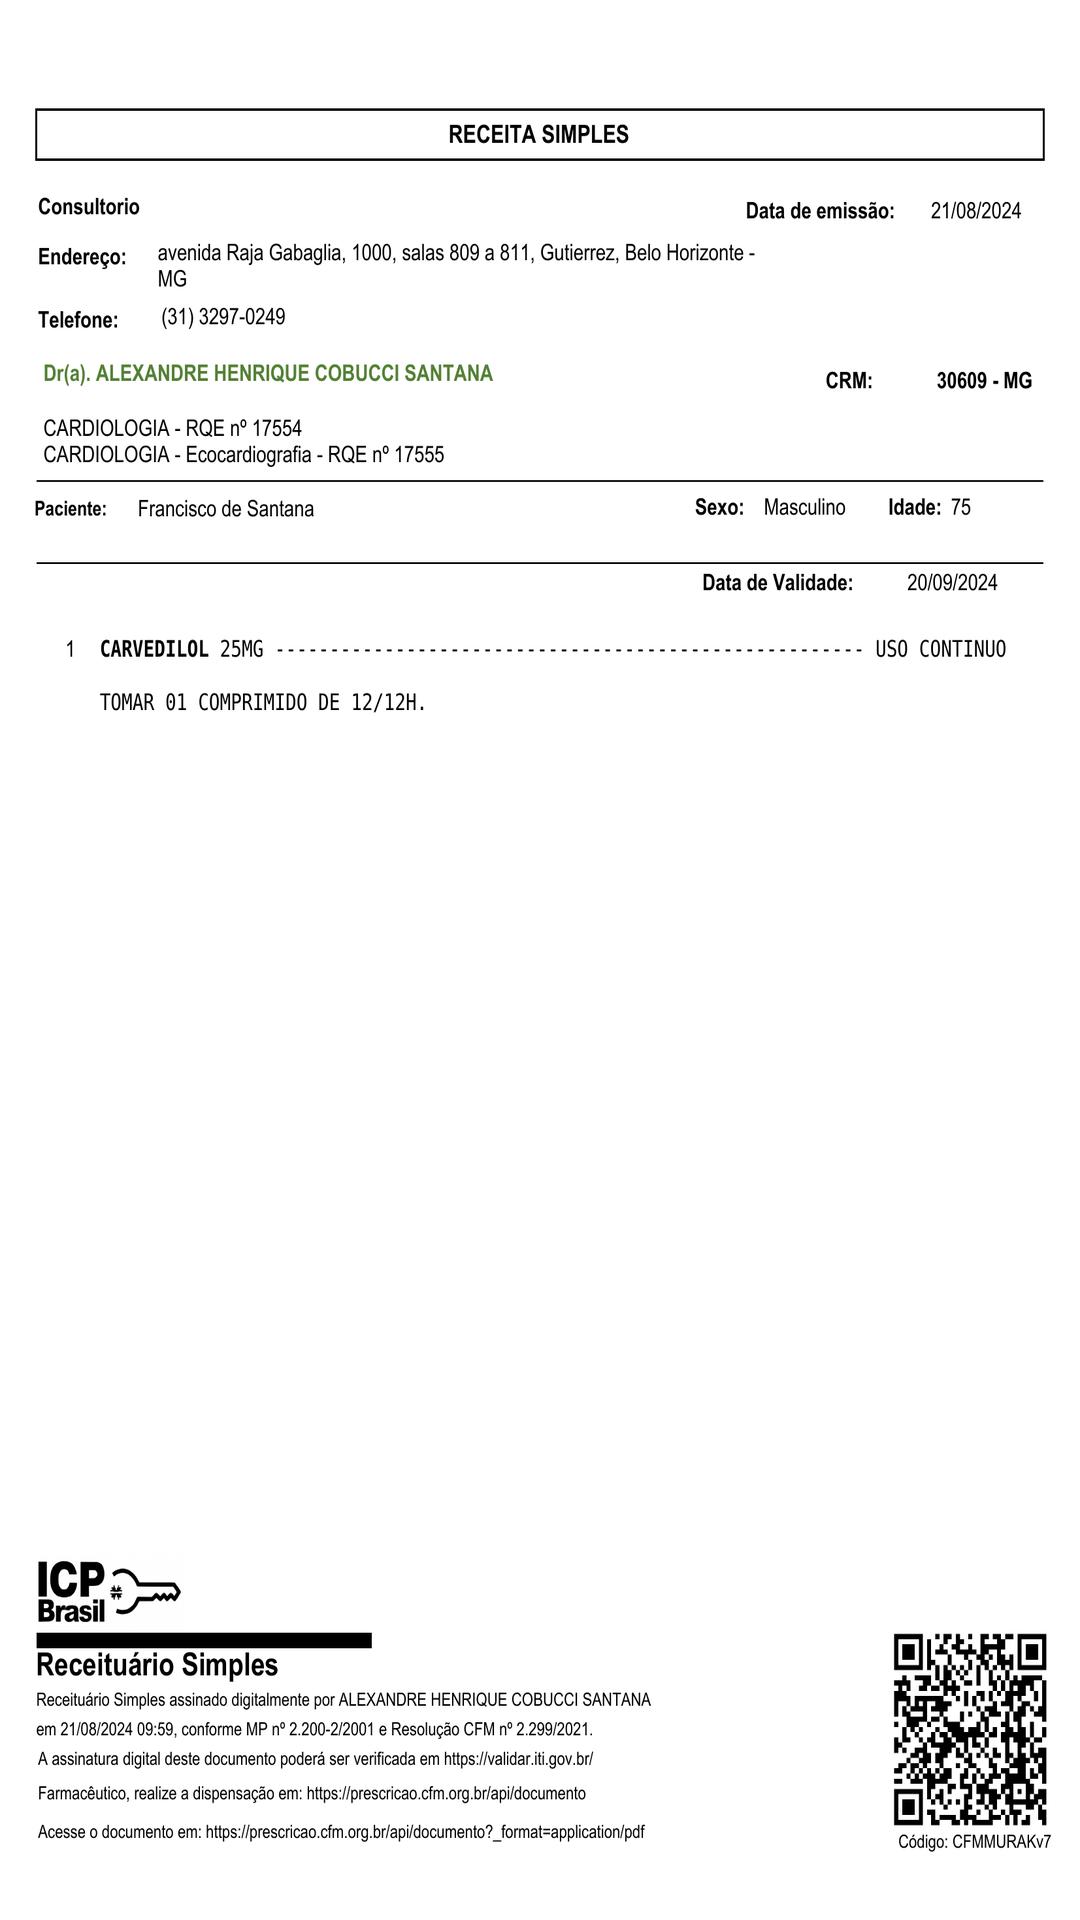 RECEITA SIMPLES
Consultorio
Data de emissão: 21/08/2024
Endereço: avenida Raja Gabaglia, 1000, salas 809 a 811, Gutierrez, Belo Horizonte -
MG
Telefone: (31) 3297-0249
Dr(a). ALEXANDRE HENRIQUE COBUCCI SANTANA
CRM: 30609 - MG
CARDIOLOGIA - RQE nº 17554
CARDIOLOGIA - Ecocardiografia - RQE nº 17555
Paciente: Francisco de Santana Sexo: Masculino Idade: 75
Data de Validade: 20/09/2024
1 CARVEDILOL 25MG ------------------------------------------------------ USO CONTINUO
TOMAR 01 COMPRIMIDO DE 12/12H.
ICP
Brasil
Receituário Simples
Receituário Simples assinado digitalmente por ALEXANDRE HENRIQUE COBUCCI SANTANA
em 21/08/2024 09:59, conforme MP nº 2.200-2/2001 e Resolução CFM nº 2.299/2021.
A assinatura digital deste documento poderá ser verificada em https://validar.iti.gov.br/
Farmacêutico, realize a dispensação em: https://prescricao.cfm.org.br/api/documento
Acesse o documento em: https://prescricao.cfm.org.br/api/documento?_format=application/pdf
Código: CFMMURAKv7